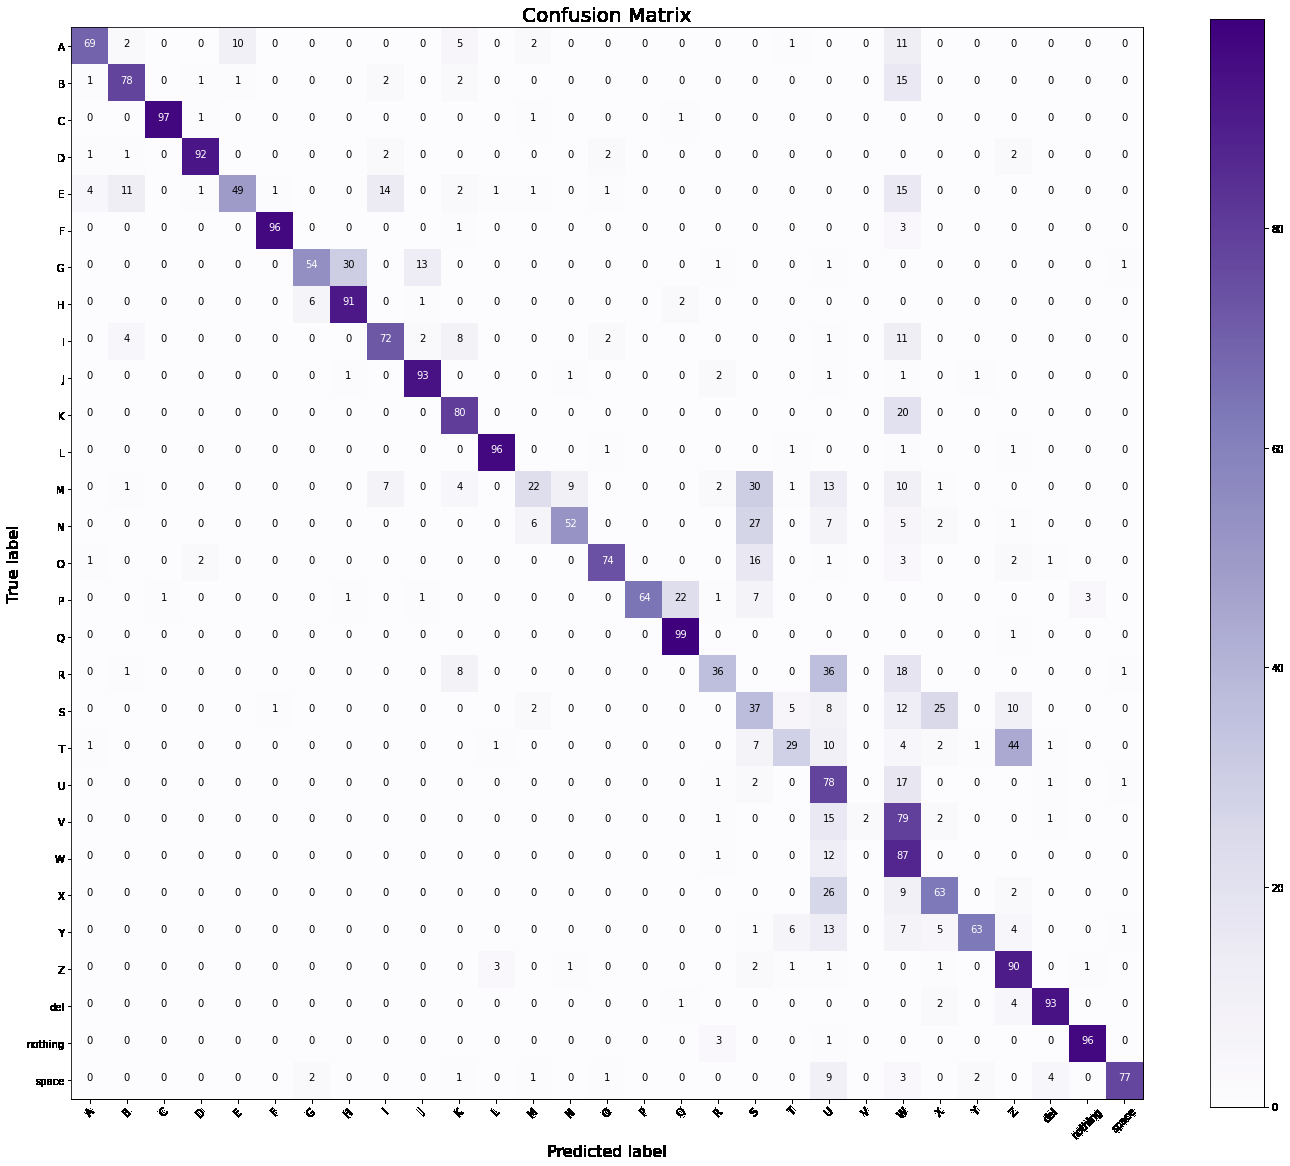 Confusion Matrix
A 69 2 0 0 10 0 0 0 0 0 5 0 2 0 0 0 0 0 0 1 0 0 11 0 0 0 0 0 0
B 1 78 0 1 1 0 0 0 2 0 2 0 0 0 0 0 0 0 0 0 0 0 15 0 0 0 0 0 0
C 0 0 97 1 0 0 0 0 0 0 0 0 1 0 0 0 1 0 0 0 0 0 0 0 0 0 0 0 0
D 1 1 0 92 0 0 0 0 2 0 0 0 0 0 2 0 0 0 0 0 0 0 0 0 0 2 0 0 0
E 4 11 0 1 49 1 0 0 14 0 2 1 1 0 1 0 0 0 0 0 0 0 15 0 0 0 0 0 0
F 0 0 0 0 0 96 0 0 0 0 1 0 0 0 0 0 0 0 0 0 0 0 3 0 0 0 0 0 0
G 0 0 0 0 0 0 54 30 0 13 0 0 0 0 0 0 0 1 0 0 1 0 0 0 0 0 0 0 1
H 0 0 0 0 0 0 6 91 0 1 0 0 0 0 0 0 2 0 0 0 0 0 0 0 0 0 0 0 0
I 0 4 0 0 0 0 0 0 72 2 8 0 0 0 2 0 0 0 0 0 1 0 11 0 0 0 0 0 0
J 0 0 0 0 0 0 0 1 0 93 0 0 0 1 0 0 0 2 0 0 1 0 1 0 1 0 0 0 0
K 0 0 0 0 0 0 0 0 0 0 80 0 0 0 0 0 0 0 0 0 0 0 20 0 0 0 0 0 0
L 0 0 0 0 0 0 0 0 0 0 0 96 0 0 1 0 0 0 0 1 0 0 1 0 0 1 0 0 0
M 0 1 0 0 0 0 0 0 7 0 4 0 22 9 0 0 0 2 30 1 13 0 10 1 0 0 0 0 0
N 0 0 0 0 0 0 0 0 0 0 0 0 6 52 0 0 0 0 27 0 7 0 5 2 0 1 0 0 0
O 1 0 0 2 0 0 0 0 0 0 0 0 0 0 74 0 0 0 16 0 1 0 3 0 0 2 1 0 0
P 0 0 1 0 0 0 0 1 0 1 0 0 0 0 0 64 22 1 7 0 0 0 0 0 0 0 0 3 0
Q 0 0 0 0 0 0 0 0 0 0 0 0 0 0 0 0 99 0 0 0 0 0 0 0 0 1 0 0 0
R 0 1 0 0 0 0 0 0 0 0 8 0 0 0 0 0 0 36 0 0 36 0 18 0 0 0 0 0 1
S 0 0 0 0 0 1 0 0 0 0 0 0 2 0 0 0 0 0 37 5 8 0 12 25 0 10 0 0 0
T 1 0 0 0 0 0 0 0 0 0 0 1 0 0 0 0 0 0 7 29 10 0 4 2 1 44 1 0 0
U 0 0 0 0 0 0 0 0 0 0 0 0 0 0 0 0 0 1 2 0 78 0 17 0 0 0 1 0 1
V 0 0 0 0 0 0 0 0 0 0 0 0 0 0 0 0 0 1 0 0 15 2 79 2 0 0 1 0 0
W 0 0 0 0 0 0 0 0 0 0 0 0 0 0 0 0 0 1 0 0 12 0 87 0 0 0 0 0 0
X 0 0 0 0 0 0 0 0 0 0 0 0 0 0 0 0 0 0 0 0 26 0 9 63 0 2 0 0 0
Y 0 0 0 0 0 0 0 0 0 0 0 0 0 0 0 0 0 0 1 6 13 0 7 5 63 4 0 0 1
Z 0 0 0 0 0 0 0 0 0 0 0 3 0 1 0 0 0 0 2 1 1 0 0 1 0 90 0 1 0
del 0 0 0 0 0 0 0 0 0 0 0 0 0 0 0 0 1 0 0 0 0 0 0 2 0 4 93 0 0
nothing 0 0 0 0 0 0 0 0 0 0 0 0 0 0 0 0 0 3 0 0 1 0 0 0 0 0 0 96 0
space 0 0 0 0 0 0 2 0 0 0 1 0 1 0 1 0 0 0 0 0 9 0 3 0 2 0 4 0 77
A B C D E F G H I J K L M N O P Q R S T U V W X Y Z del nothing space
True label
Predicted label
80
60
40
20
0